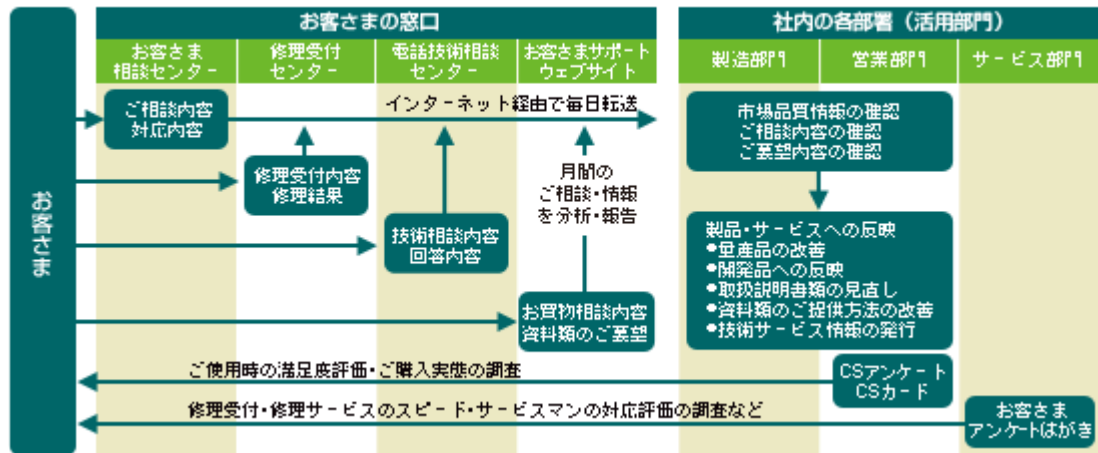 お客さま
お客さまの窓口
社内の各部署（活用部門）
お客さま
相談センター
修理受付
センター
電話技術相談
センター
お客さまサポート
ウェブサイト
製造部門
営業部門
サービス部門
ご相談内容
対応内容
インターネット経由で毎日転送
修理受付内容
修理結果
技術相談内容
回答内容
月間の
ご相談・情報
を分析・報告
お買物相談内容
資料類のご要望
市場品質情報の確認
ご相談内容の確認
ご要望内容の確認
製品・サービスへの反映
●量産品の改善
●開発品への反映
●取扱説明書類の見直し
●資料類のご提供方法の改善
●技術サービス情報の発行
ご使用時の満足度評価・ご購入実態の調査
CSアンケート
CSカード
修理受付・修理サービスのスピード・サービスマンの対応評価の調査など
お客さま
アンケートはがき